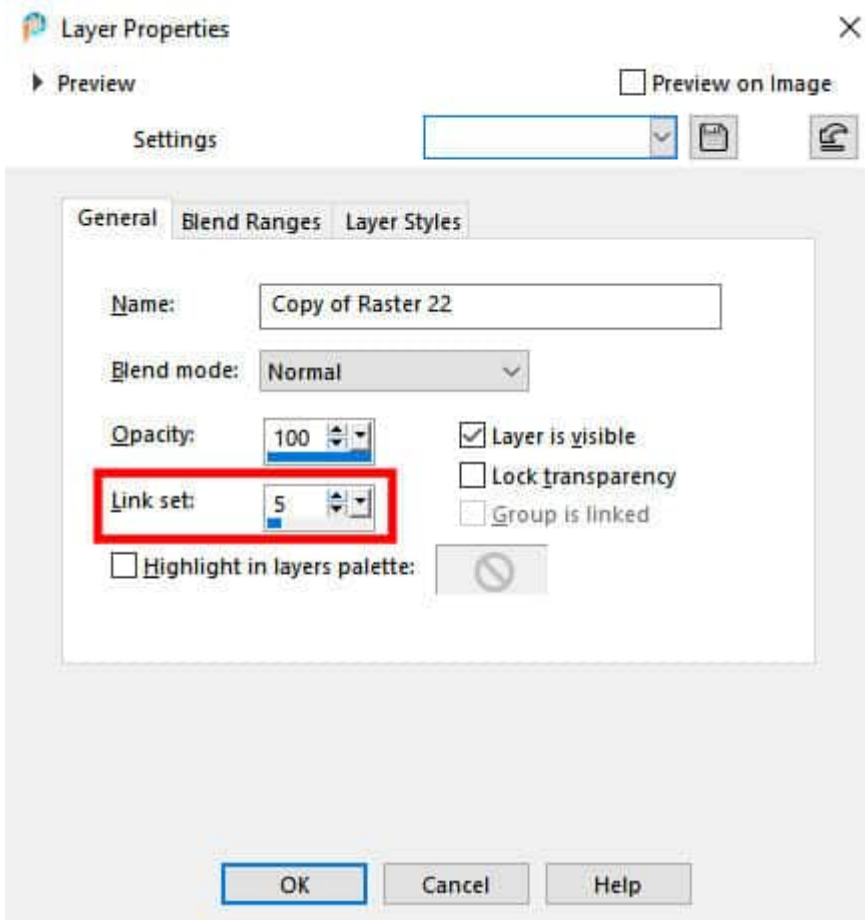 Layer Properties
Preview
Preview on Image
Settings
General Blend Ranges Layer Styles
Name: Copy of Raster 22
Blend mode: Normal
Opacity: 100
Layer is visible
Lock transparency
Link set: 5
Group is linked
Highlight in layers palette:
OK Cancel Help